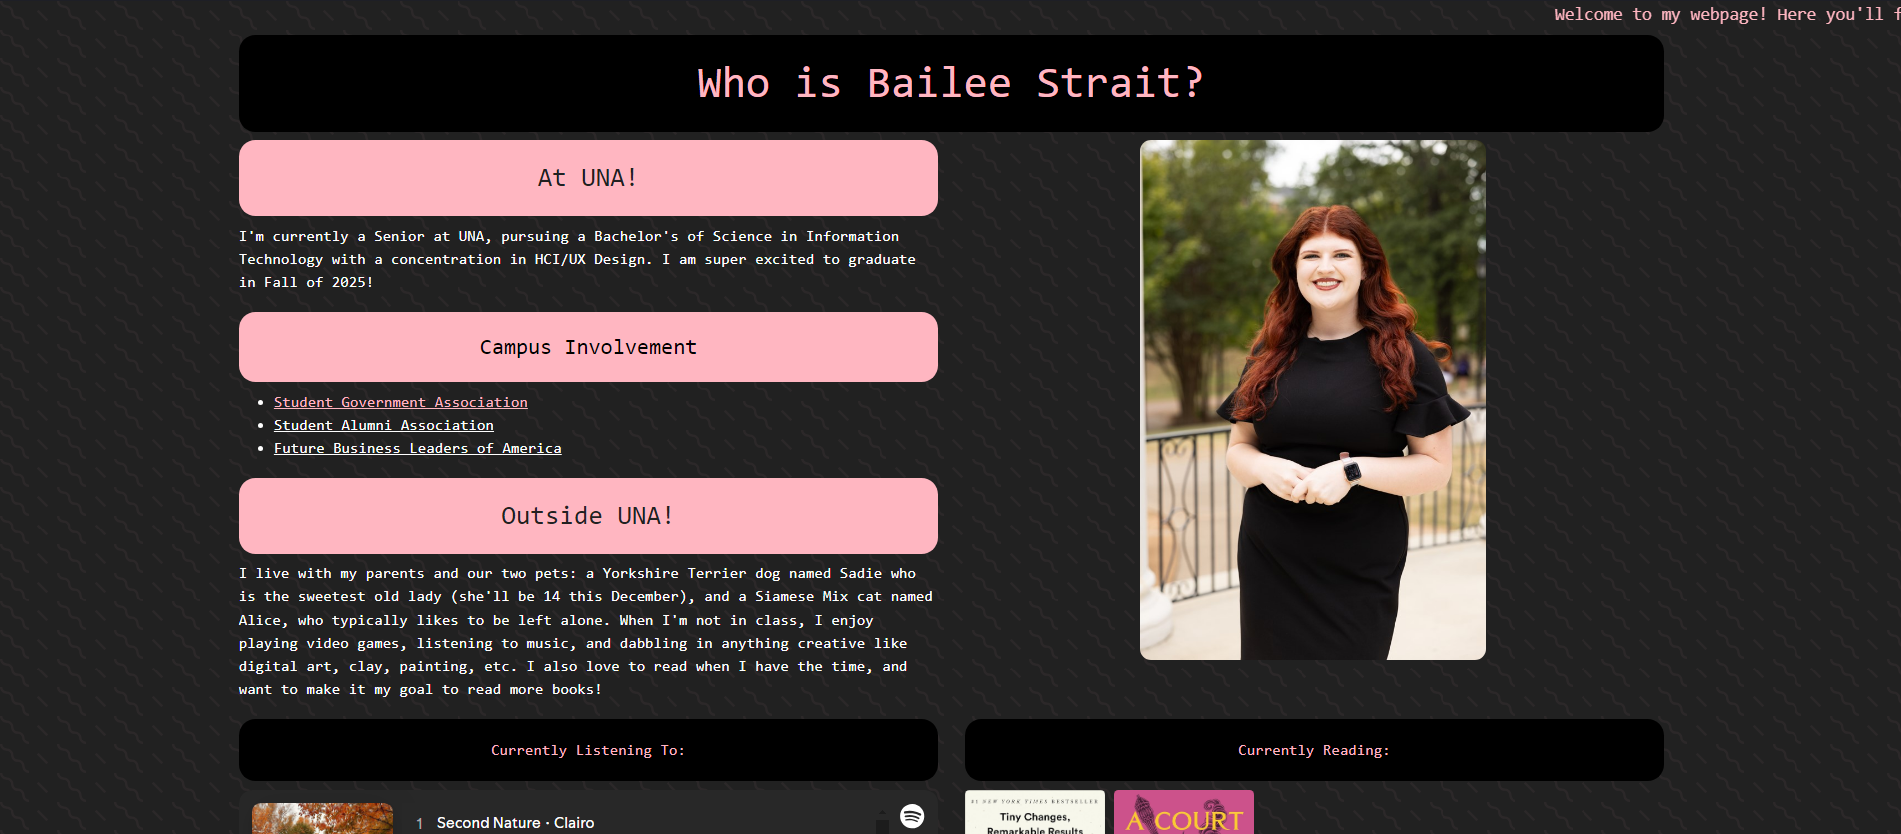 Welcome to my webpage! Here you'll f
Who is Bailee Strait?
At UNA!
I'm currently a Senior at UNA, pursuing a Bachelor's of Science in Information
Technology with a concentration in HCI/UX Design. I am super excited to graduate
in Fall of 2025!
Campus Involvement
Student Government Association
Student Alumni Association
Future Business Leaders of America
Outside UNA!
I live with my parents and our two pets: a Yorkshire Terrier dog named Sadie who
is the sweetest old lady (she'll be 14 this December), and a Siamese Mix cat named
Alice, who typically likes to be left alone. When I'm not in class, I enjoy
playing video games, listening to music, and dabbling in anything creative like
digital art, clay, painting, etc. I also love to read when I have the time, and
want to make it my goal to read more books!
Currently Listening To:
1 Second Nature · Clairo
Currently Reading:
#1 NEW YORK TIMES BESTSELLER
Tiny Changes,
Remarkable Results
A COURT